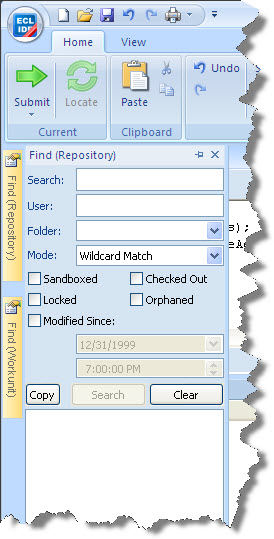 ECL
IDE
Home View
Submit Locate Paste Undo S
Current Clipboard
Find (Repository)
Find (Workunit)
Find (Repository)
Search:
User:
Folder:
Mode: Wildcard Match
Sandboxed Checked Out
Locked Orphaned
Modified Since:
12/31/1999
7:00:00 PM
Copy Search Clear
s);